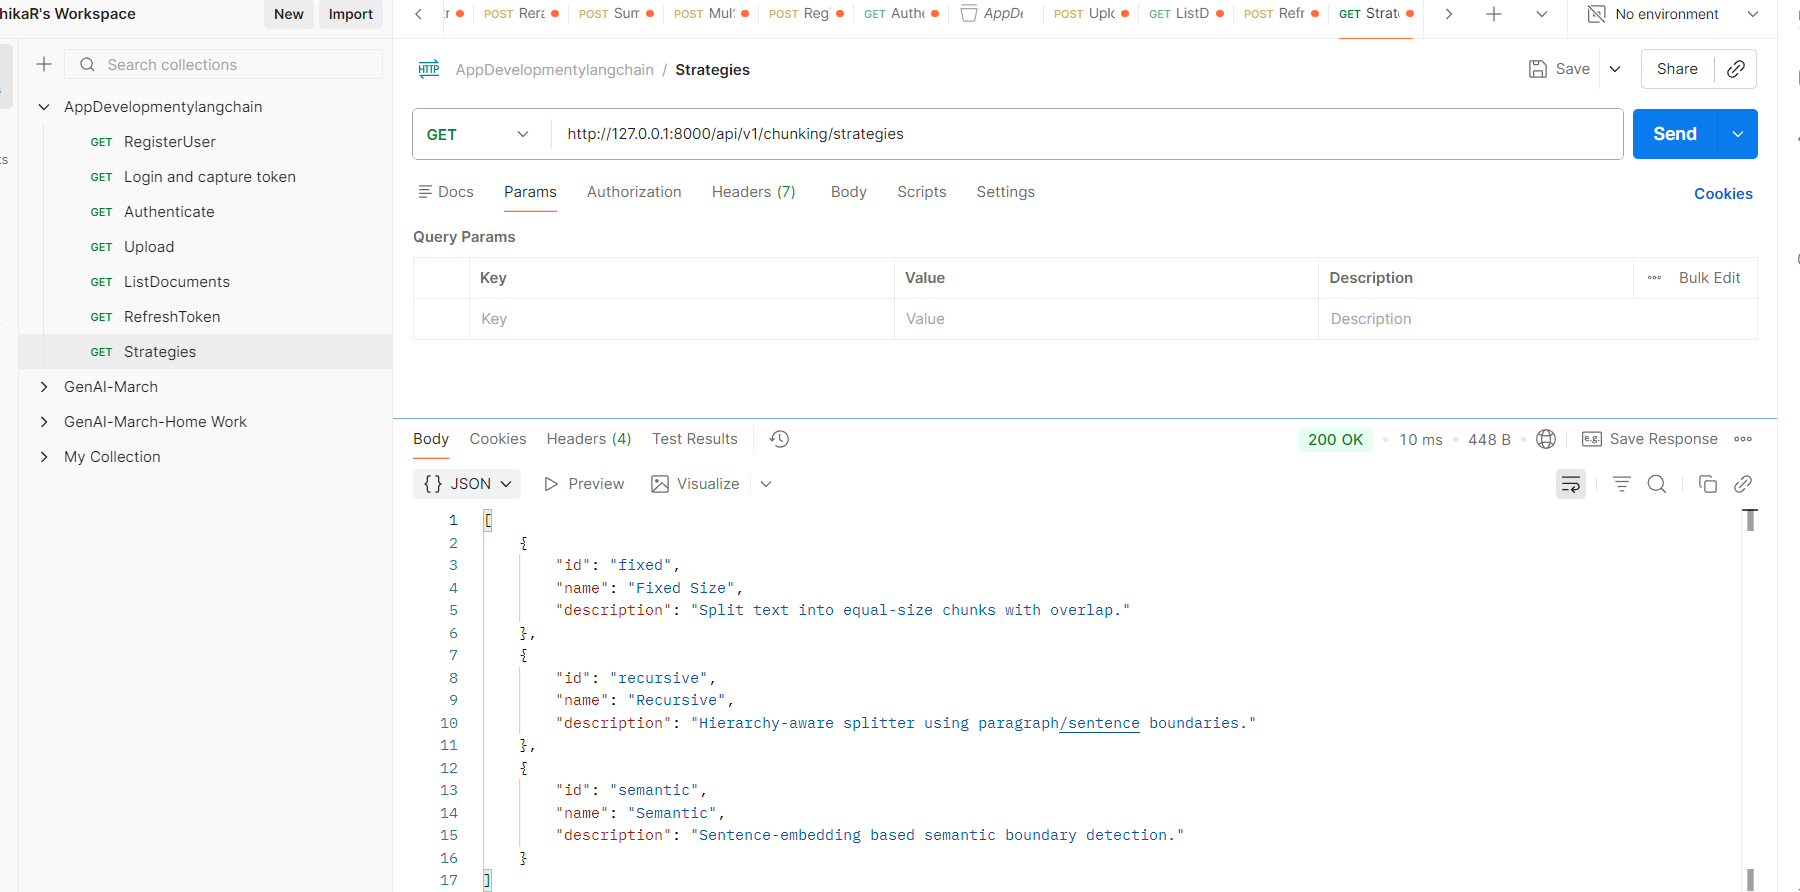 hikaR's Workspace
New
Import
POST Rera
POST Sum
POST Mul
POST Reg
GET Auth
AppDe
POST Uplo
GET ListD
POST Refr
GET Strat
No environment
Search collections
AppDevelopmentylangchain
GET RegisterUser
GET Login and capture token
GET Authenticate
GET Upload
GET ListDocuments
GET RefreshToken
GET Strategies
GenAI-March
GenAI-March-Home Work
My Collection
HTTP AppDevelopmentylangchain / Strategies
Save
Share
GET
http://127.0.0.1:8000/api/v1/chunking/strategies
Send
Docs Params Authorization Headers (7) Body Scripts Settings
Cookies
Query Params
Key Value Description Bulk Edit
Key Value Description
Body Cookies Headers (4) Test Results
200 OK 10 ms 448 B e.g. Save Response
{} JSON Preview Visualize
1 [
2 {
3 "id": "fixed",
4 "name": "Fixed Size",
5 "description": "Split text into equal-size chunks with overlap."
6 },
7 {
8 "id": "recursive",
9 "name": "Recursive",
10 "description": "Hierarchy-aware splitter using paragraph/sentence boundaries."
11 },
12 {
13 "id": "semantic",
14 "name": "Semantic",
15 "description": "Sentence-embedding based semantic boundary detection."
16 }
17 ]